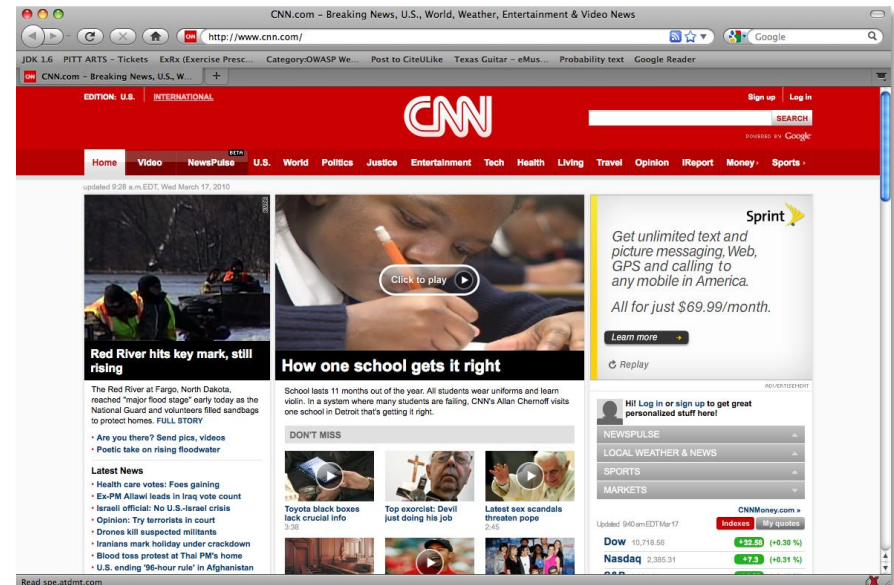 CNN.com – Breaking News, U.S., World, Weather, Entertainment & Video News
http://www.cnn.com/
Google
JDK 1.6 PITT ARTS – Tickets ExRx (Exercise Presc... Category:OWASP We... Post to CiteULike Texas Guitar – eMus... Probability text Google Reader
CNN.com – Breaking News, U.S., W...
EDITION: U.S. INTERNATIONAL
CNN
Sign up Log in
SEARCH
POWERED BY Google
BETA
Home Video NewsPulse U.S. World Politics Justice Entertainment Tech Health Living Travel Opinion iReport Money › Sports ›
updated 9:28 a.m. EDT, Wed March 17, 2010
Red River hits key mark, still
rising
The Red River at Fargo, North Dakota,
reached "major flood stage" early today as the
National Guard and volunteers filled sandbags
to protect homes. FULL STORY
• Are you there? Send pics, videos
• Poetic take on rising floodwater
Latest News
• Health care votes: Foes gaining
• Ex-PM Allawi leads in Iraq vote count
• Israeli official: No U.S.-Israel crisis
• Opinion: Try terrorists in court
• Drones kill suspected militants
• Iranians mark holiday under crackdown
• Blood toss protest at Thai PM's home
• U.S. ending '96-hour rule' in Afghanistan
Click to play
How one school gets it right
School lasts 11 months out of the year. All students wear uniforms and learn
violin. In a system where many students are failing, CNN's Allan Chernoff visits
one school in Detroit that's getting it right.
DON'T MISS
Toyota black boxes
lack crucial info
3:38
Top exorcist: Devil
just doing his job
Latest sex scandals
threaten pope
2:45
Sprint
Get unlimited text and
picture messaging, Web,
GPS and calling to
any mobile in America.
All for just $69.99/month.
Learn more
Replay
ADVERTISEMENT
Hi! Log in or sign up to get great
personalized stuff here!
NEWSPULSE
LOCAL WEATHER & NEWS
SPORTS
MARKETS
CNNMoney.com »
Updated 9:40 am EDT Mar 17
Indexes My quotes
Dow 10,718.56 +32.58 (+0.30 %)
Nasdaq 2,385.31 +7.3 (+0.31 %)
Read spe.atdmt.com